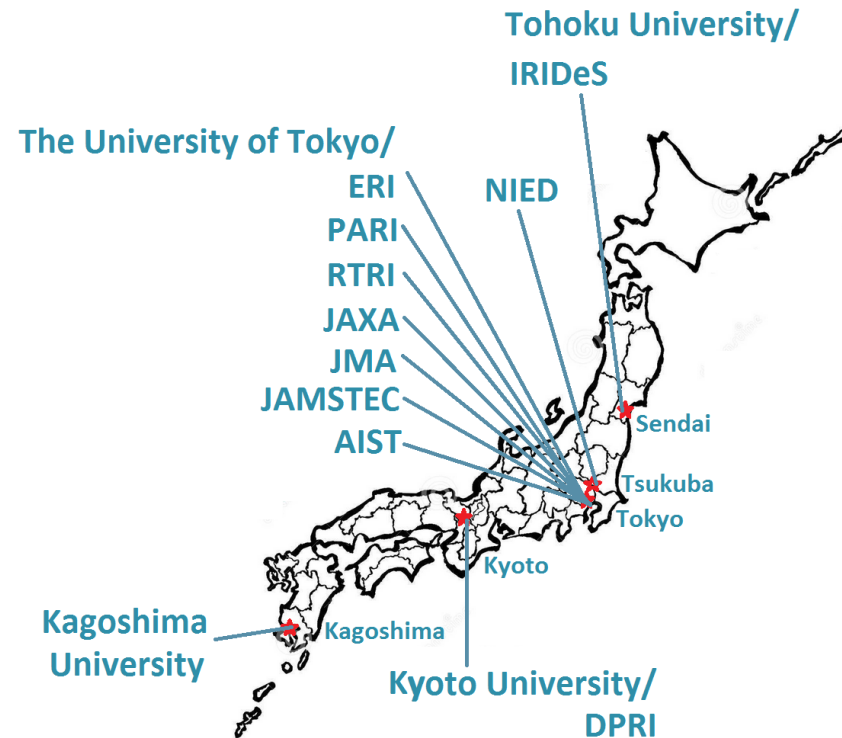 Tohoku University/
IRIDeS
The University of Tokyo/
ERI
NIED
PARI
RTRI
JAXA
JMA
JAMSTEC
AIST
Sendai
Tsukuba
Tokyo
Kyoto
Kagoshima
University
Kagoshima
Kyoto University/
DPRI